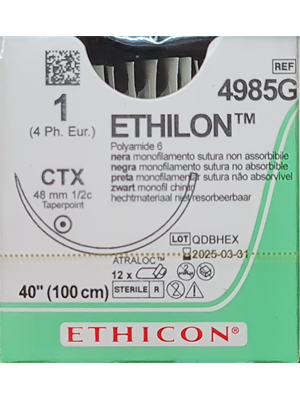 REF
4985G
1
(4 Ph. Eur.)
ETHILON™
Polyamide 6
nera monofilamento sutura non assorbibile
negra monofilamento sutura no absorbible
preta monofilamentar sutura não absorvível
zwart monofil chirur
hechtmateriaal niet resorbeerbaar
CTX
48 mm 1/2c
Taperpoint
LOT QDBHEX
2025-03-31
ATRALOC™
12 x
STERILE R
40" (100 cm)
ETHICON®